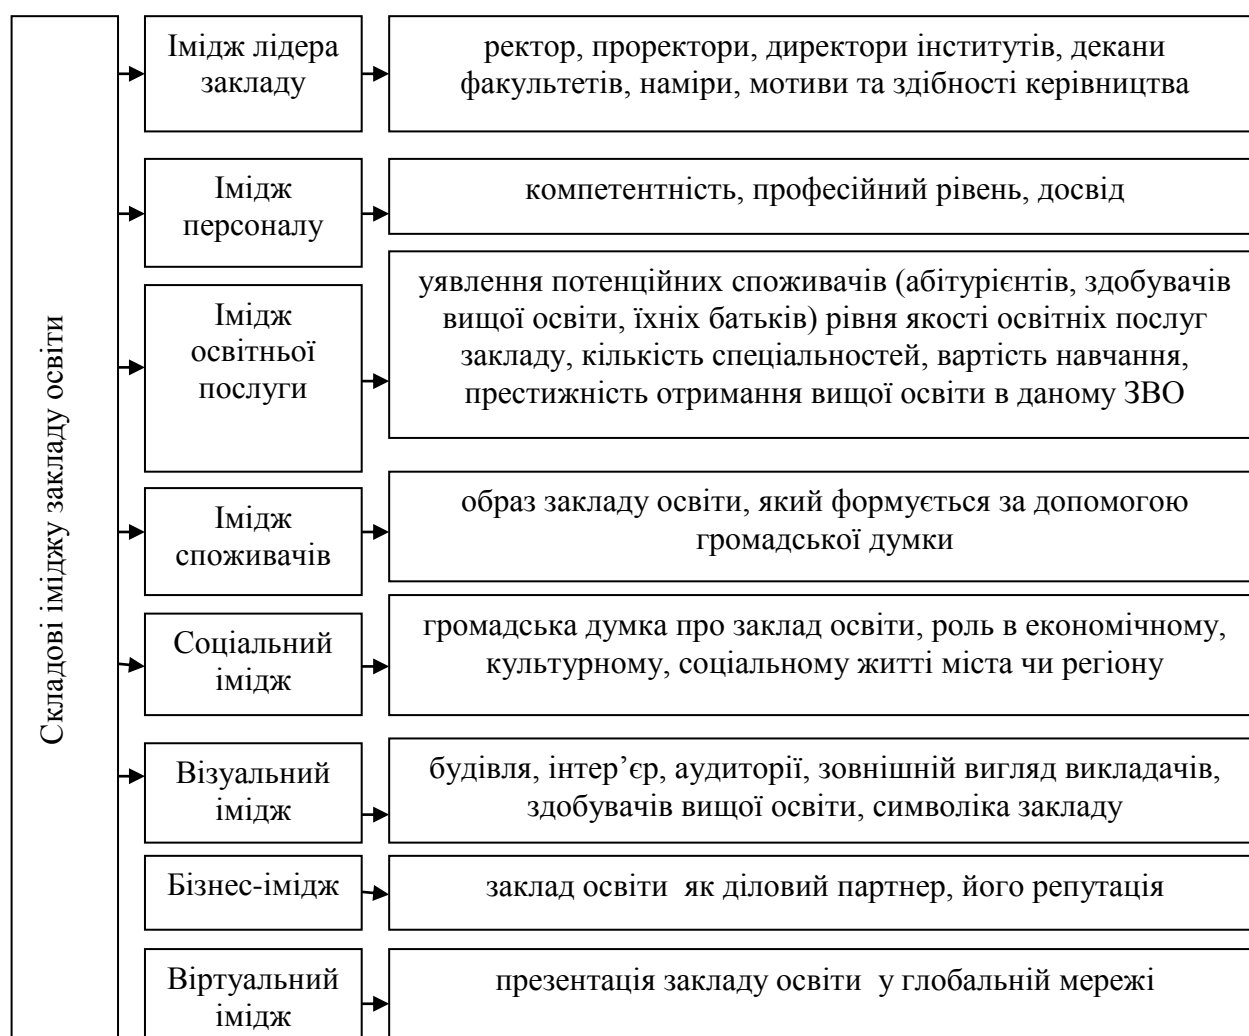 Складові іміджу закладу освіти
Імідж лідера
закладу
ректор, проректори, директори інститутів, декани
факультетів, наміри, мотиви та здібності керівництва
Імідж
персоналу
компетентність, професійний рівень, досвід
Імідж
освітньої
послуги
уявлення потенційних споживачів (абітурієнтів, здобувачів
вищої освіти, їхніх батьків) рівня якості освітніх послуг
закладу, кількість спеціальностей, вартість навчання,
престижність отримання вищої освіти в даному ЗВО
Імідж
споживачів
образ закладу освіти, який формується за допомогою
громадської думки
Соціальний
імідж
громадська думка про заклад освіти, роль в економічному,
культурному, соціальному житті міста чи регіону
Візуальний
імідж
будівля, інтер’єр, аудиторії, зовнішній вигляд викладачів,
здобувачів вищої освіти, символіка закладу
Бізнес-імідж
заклад освіти як діловий партнер, його репутація
Віртуальний
імідж
презентація закладу освіти у глобальній мережі